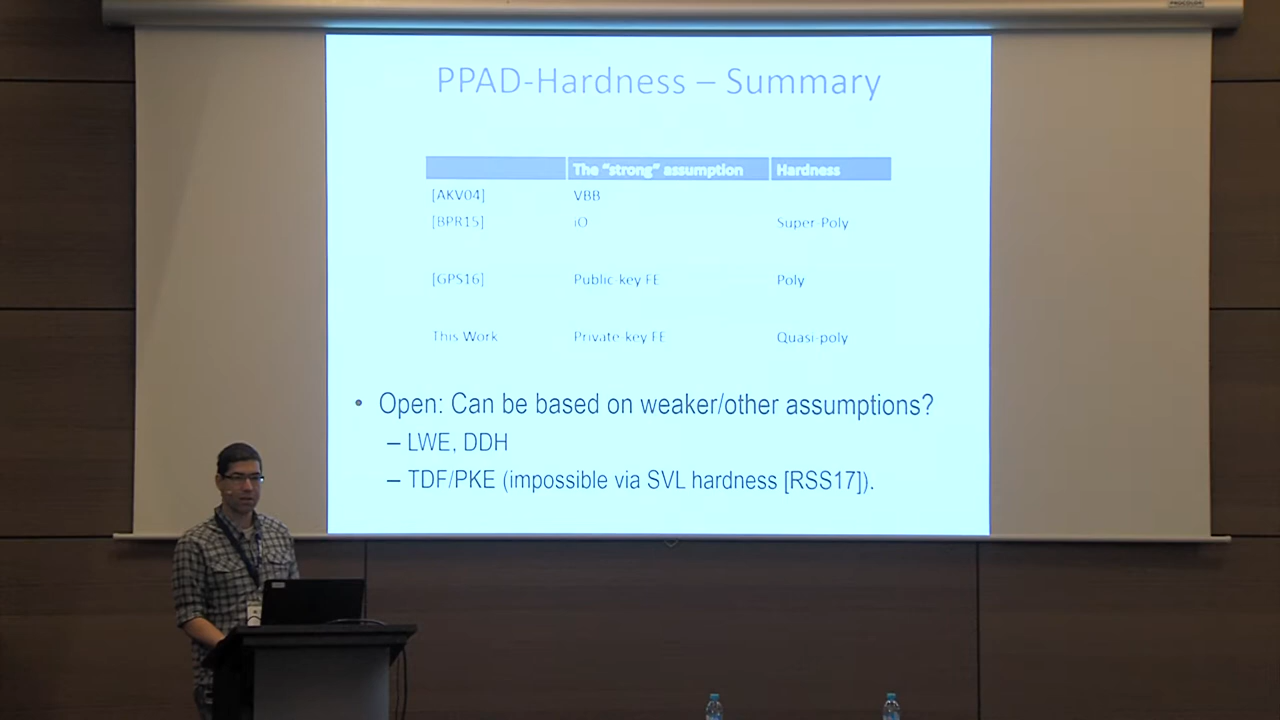 PPAD-Hardness – Summary
The “strong” assumption Hardness
[AKV04] VBB
[BPR15] iO Super-Poly
[GPS16] Public-key FE Poly
This Work Private-key FE Quasi-poly
• Open: Can be based on weaker/other assumptions?
– LWE, DDH
– TDF/PKE (impossible via SVL hardness [RSS17]).